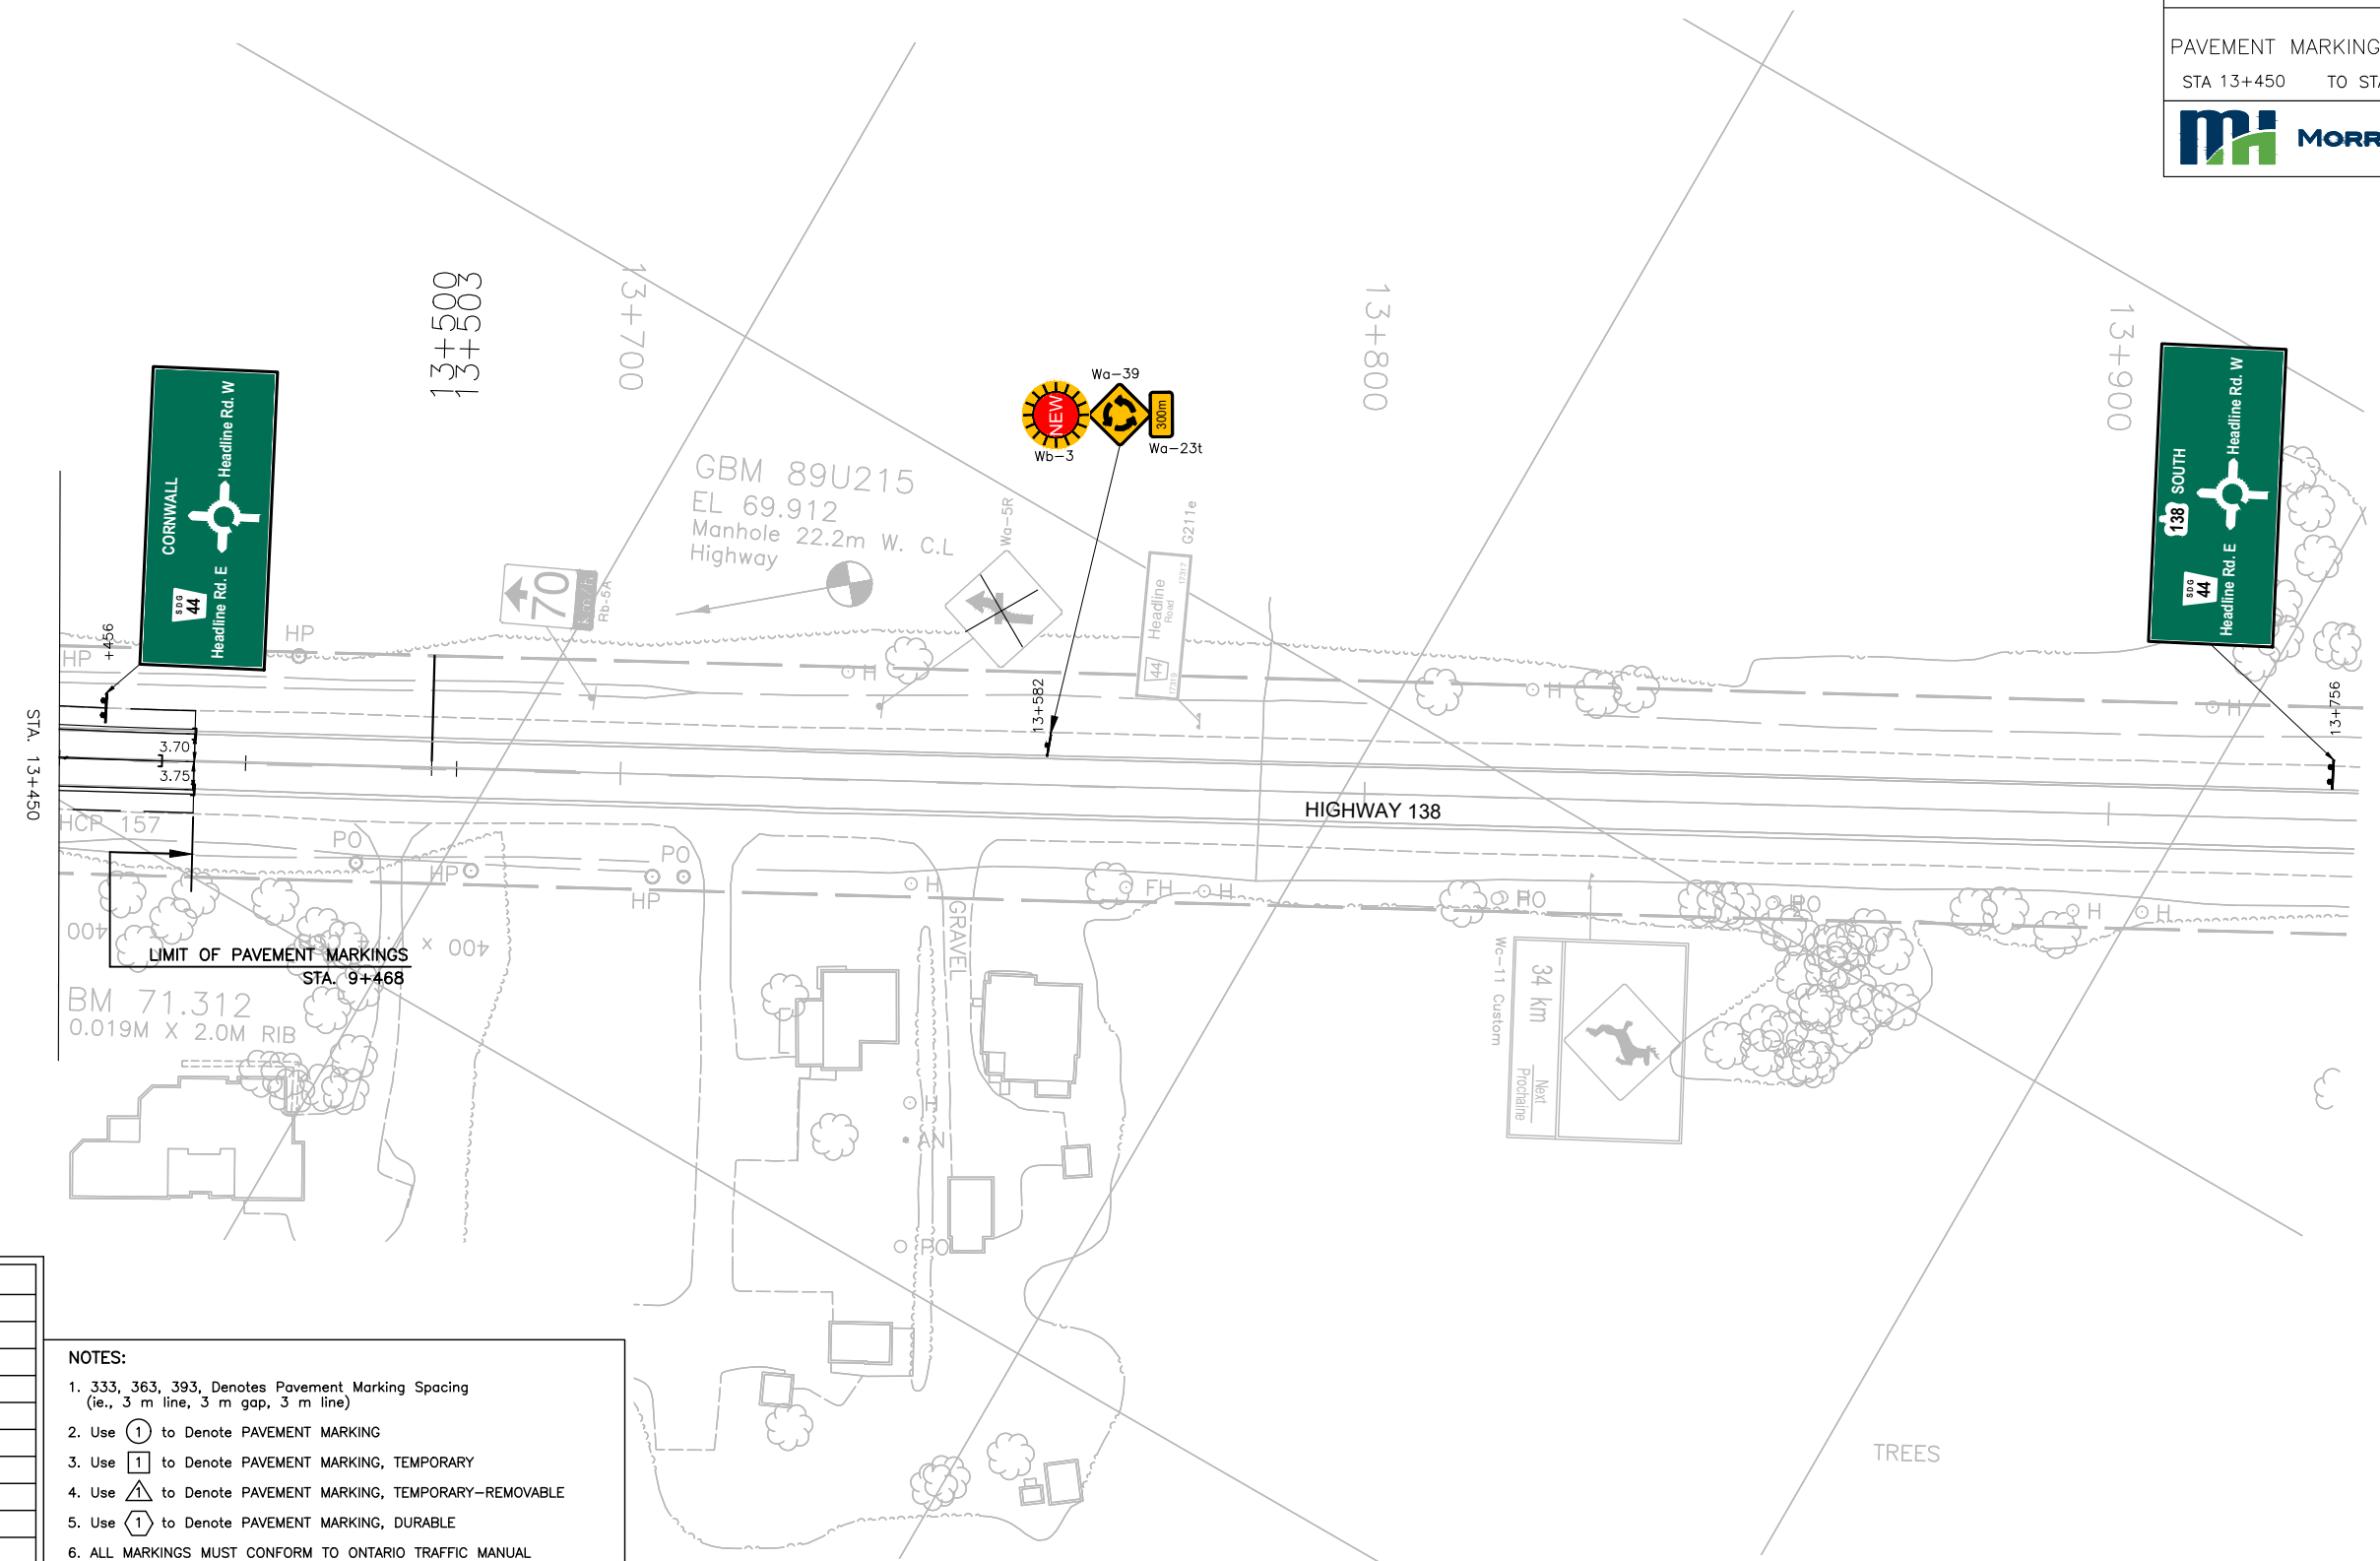 PAVEMENT MARKING
STA 13+450 TO STA
MORR
13+500
13+503
13+700
13+800
13+900
CORNWALL
Headline Rd. W
SDG
44
Headline Rd. E
+456
HP
HP
STA. 13+450
70
Rb-5A
GBM 89U215
EL 69.912
Manhole 22.2m W. C.L
Highway
Wa-5R
NEW
Wb-3
Wa-39
300m
Wa-23t
13+582
G211e
Headline
Road
44
17317
17319
138 SOUTH
Headline Rd. W
SDG
44
Headline Rd. E
13+756
H
H
H
3.70
3.75
HIGHWAY 138
HCP 157
PO
HP
PO
HP
H
FH
H
PO
PO
H
H
400
400 x
LIMIT OF PAVEMENT MARKINGS
STA. 9+468
BM 71.312
0.019M X 2.0M RIB
GRAVEL
H
AN
PO
Wc-11 Custom
34 km
Next
Prochaine
TREES
NOTES:
1. 333, 363, 393, Denotes Pavement Marking Spacing
(ie., 3 m line, 3 m gap, 3 m line)
2. Use 1 to Denote PAVEMENT MARKING
3. Use 1 to Denote PAVEMENT MARKING, TEMPORARY
4. Use 1 to Denote PAVEMENT MARKING, TEMPORARY-REMOVABLE
5. Use 1 to Denote PAVEMENT MARKING, DURABLE
6. ALL MARKINGS MUST CONFORM TO ONTARIO TRAFFIC MANUAL